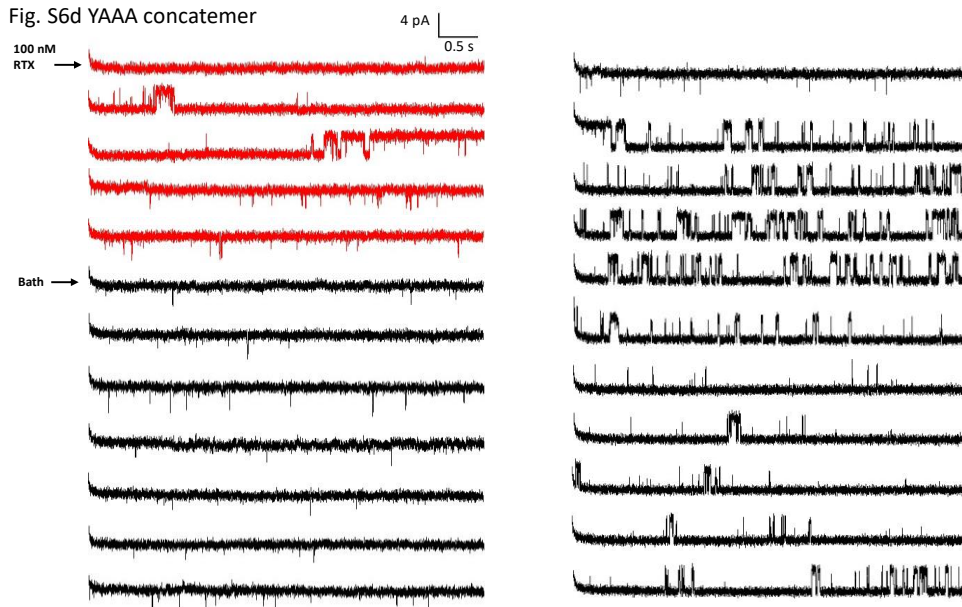 Fig. S6d YAAA concatemer
4 pA
0.5 s
100 nM
RTX
Bath